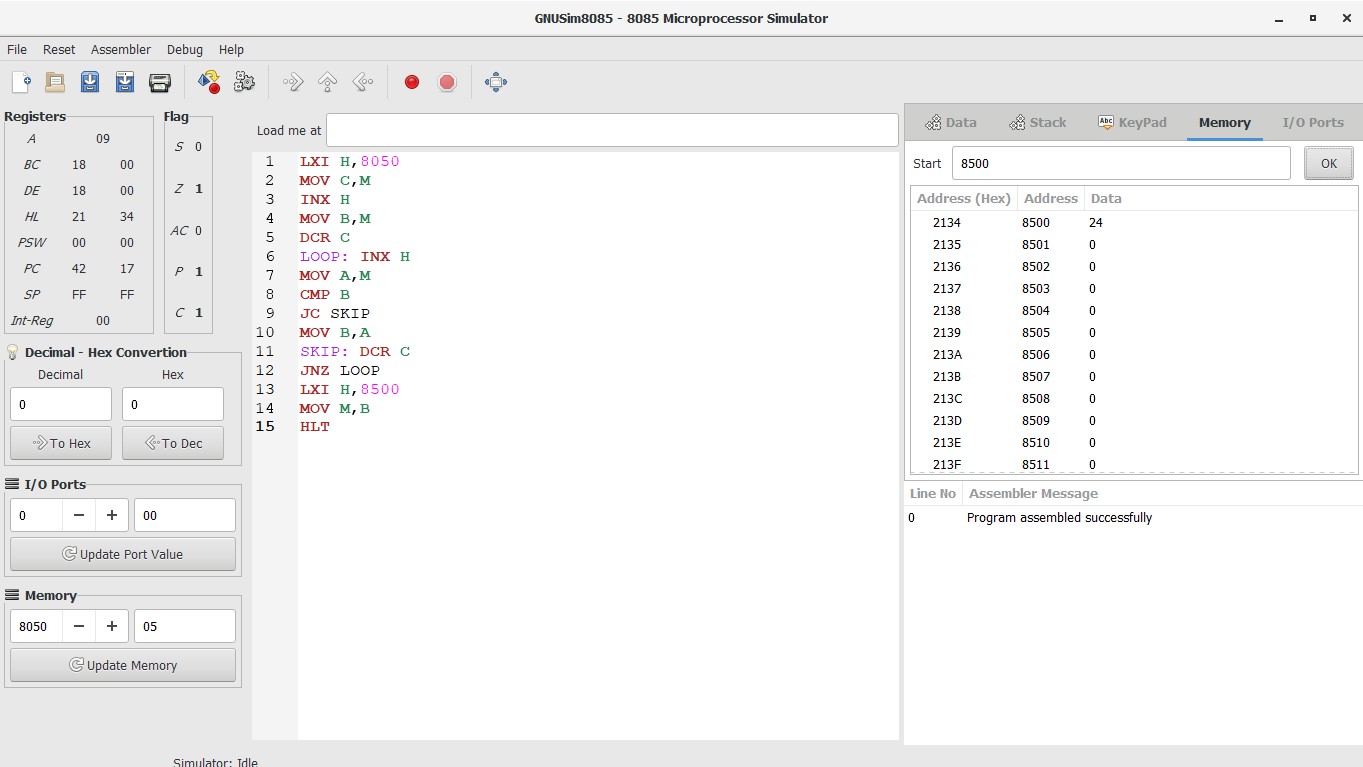 GNUSim8085 - 8085 Microprocessor Simulator
File Reset Assembler Debug Help
Registers
A 09
BC 18 00
DE 18 00
HL 21 34
PSW 00 00
PC 42 17
SP FF FF
Int-Reg 00
Flag
S 0
Z 1
AC 0
P 1
C 1
Decimal - Hex Convertion
Decimal Hex
0 0
To Hex To Dec
I/O Ports
0 − + 00
Update Port Value
Memory
8050 − + 05
Update Memory
Load me at
1 LXI H,8050
2 MOV C,M
3 INX H
4 MOV B,M
5 DCR C
6 LOOP: INX H
7 MOV A,M
8 CMP B
9 JC SKIP
10 MOV B,A
11 SKIP: DCR C
12 JNZ LOOP
13 LXI H,8500
14 MOV M,B
15 HLT
Data Stack Abc KeyPad Memory I/O Ports
Start 8500 OK
Address (Hex) Address Data
2134 8500 24
2135 8501 0
2136 8502 0
2137 8503 0
2138 8504 0
2139 8505 0
213A 8506 0
213B 8507 0
213C 8508 0
213D 8509 0
213E 8510 0
213F 8511 0
Line No Assembler Message
0 Program assembled successfully
Simulator: Idle